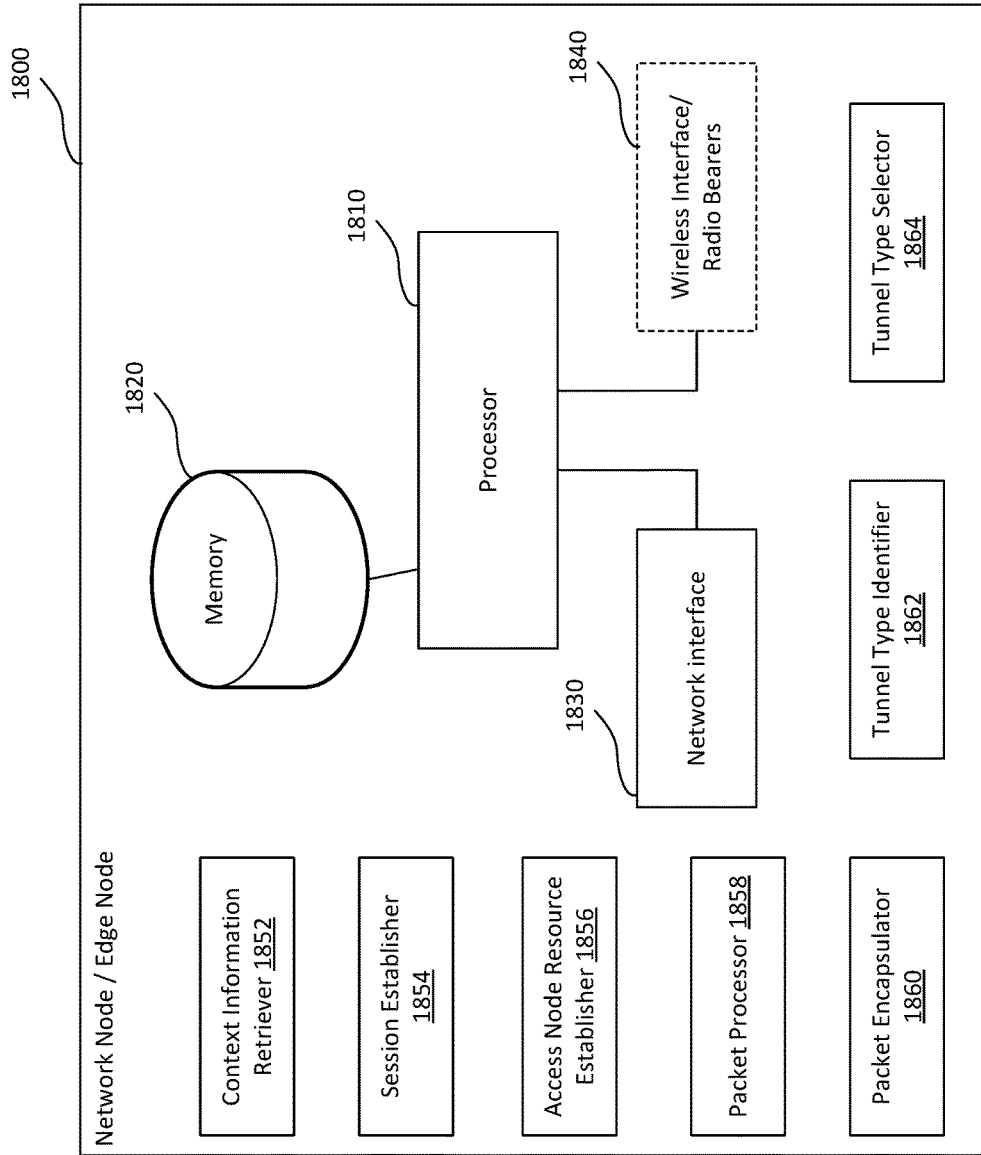 1800
Network Node / Edge Node
Context Information
Retriever 1852
Session Establisher
1854
Access Node Resource
Establisher 1856
Packet Processor 1858
Packet Encapsulator
1860
1820
Memory
1810
Processor
1830
Network interface
1840
Wireless Interface/
Radio Bearers
Tunnel Type Identifier
1862
Tunnel Type Selector
1864